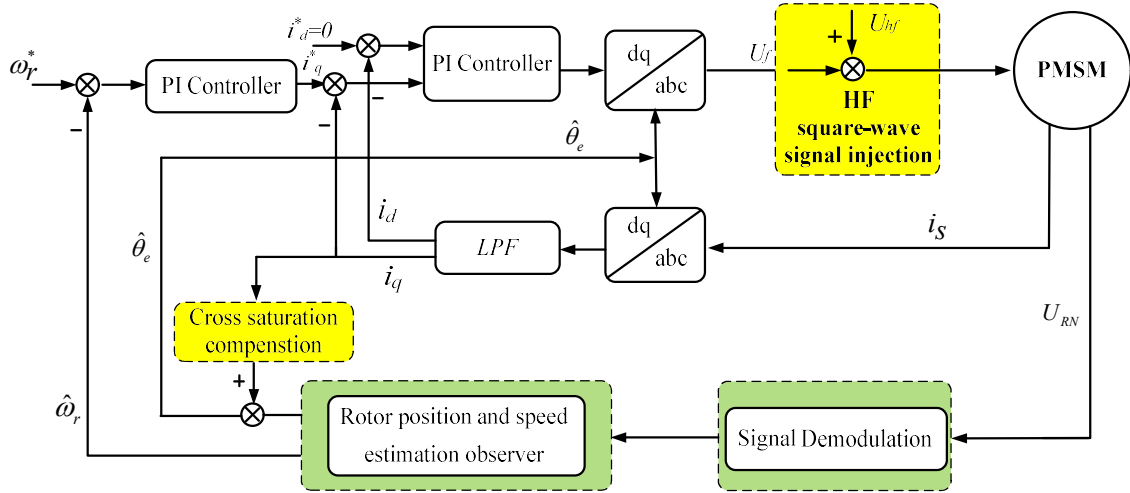 ω*r
PI Controller
i*d=0
i*q
PI Controller
dq
abc
Uf
Uhf
+
HF
square-wave
signal injection
PMSM
−
−
−
θ̂e
id
iq
LPF
dq
abc
is
θ̂e
URN
Cross saturation
compenstion
+
ω̂r
Rotor position and speed
estimation observer
Signal Demodulation